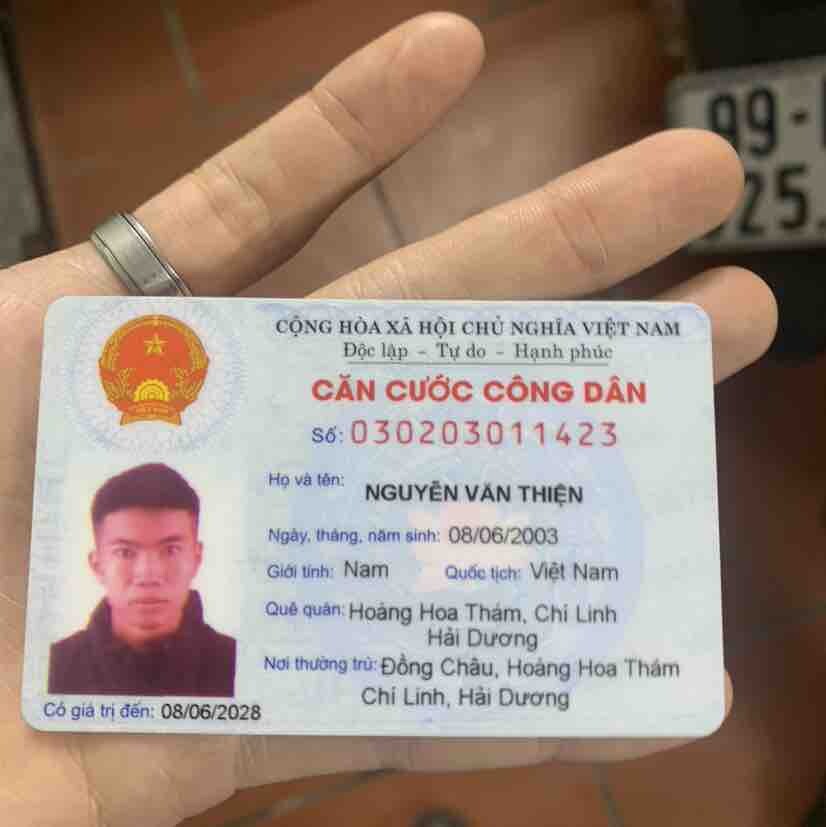 99-
25.
CỘNG HÒA XÃ HỘI CHỦ NGHĨA VIỆT NAM
Độc lập - Tự do - Hạnh phúc
CĂN CƯỚC CÔNG DÂN
Số: 030203011423
Họ và tên:
NGUYỄN VĂN THIỆN
Ngày, tháng, năm sinh: 08/06/2003
Giới tính: Nam Quốc tịch: Việt Nam
Quê quán: Hoàng Hoa Thám, Chí Linh
Hải Dương
Nơi thường trú: Đồng Châu, Hoàng Hoa Thám
Chí Linh, Hải Dương
Có giá trị đến: 08/06/2028